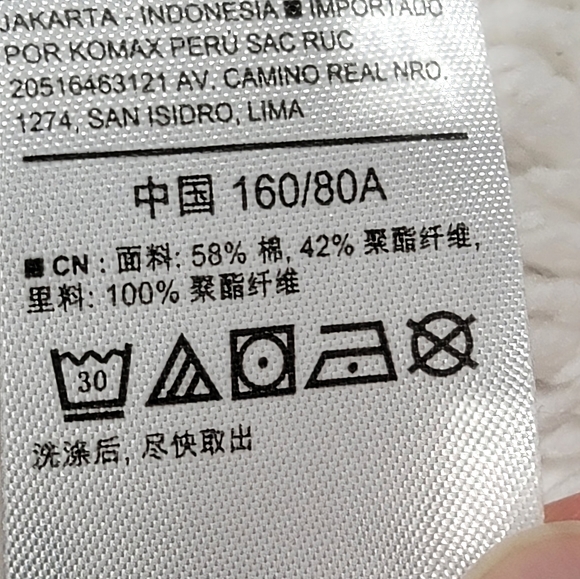 JAKARTA - INDONESIA ■ IMPORTADO
POR KOMAX PERÚ SAC RUC
20516463121 AV. CAMINO REAL NRO.
1274, SAN ISIDRO, LIMA
中国 160/80A
■ CN : 面料: 58% 棉, 42% 聚酯纤维,
里料: 100% 聚酯纤维
30
洗涤后, 尽快取出